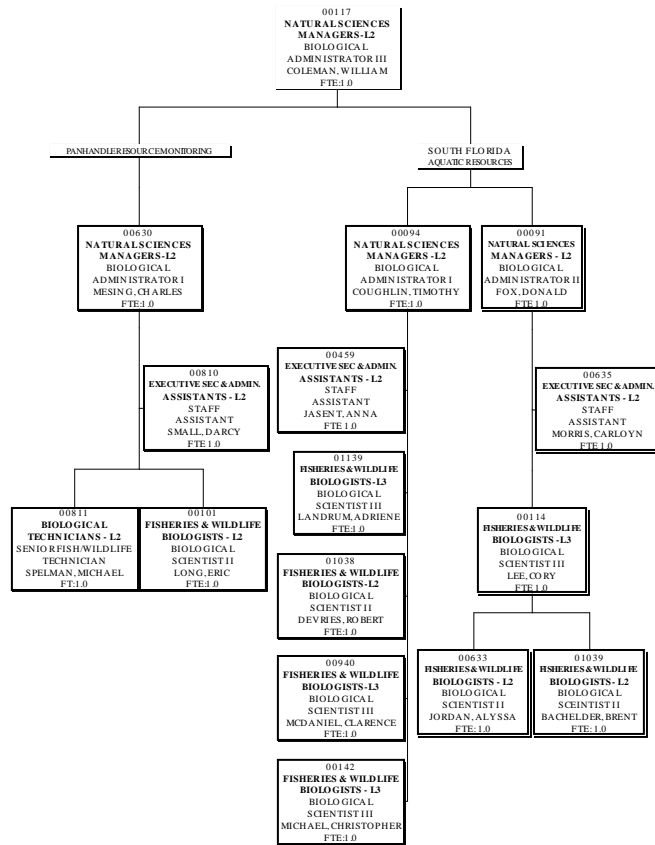 00117
NATURAL SCIENCES
MANAGERS-L2
BIOLOGICAL
ADMINISTRATOR III
COLEMAN, WILLIAM
FTE:1.0
PANHANDLE RESOURCE MONITORING
SOUTH FLORIDA
AQUATIC RESOURCES
00630
NATURAL SCIENCES
MANAGERS-L2
BIOLOGICAL
ADMINISTRATOR I
MESING, CHARLES
FTE:1.0
00094
NATURAL SCIENCES
MANAGERS-L2
BIOLOGICAL
ADMINISTRATOR I
COUGHLIN, TIMOTHY
FTE:1.0
00091
NATURAL SCIENCES
MANAGERS - L2
BIOLOGICAL
ADMINISTRATOR II
FOX, DONALD
FTE 1.0
00810
EXECUTIVE SEC & ADMIN.
ASSISTANTS - L2
STAFF
ASSISTANT
SMALL, DARCY
FTE 1.0
00459
EXECUTIVE SEC & ADMIN.
ASSISTANTS - L2
STAFF
ASSISTANT
JASENT, ANNA
FTE 1.0
00635
EXECUTIVE SEC & ADMIN.
ASSISTANTS - L2
STAFF
ASSISTANT
MORRIS, CARLOYN
FTE 1.0
01139
FISHERIES & WILDLIFE
BIOLOGISTS-L3
BIOLOGICAL
SCIENTIST III
LANDRUM, ADRIENE
FTE:1.0
00811
BIOLOGICAL
TECHNICIANS - L2
SENIOR FISH/WILDLIFE
TECHNICIAN
SPELMAN, MICHAEL
FT:1.0
00101
FISHERIES & WILDLIFE
BIOLOGISTS - L2
BIOLOGICAL
SCIENTIST II
LONG, ERIC
FTE:1.0
00114
FISHERIES & WILDLIFE
BIOLOGISTS-L3
BIOLOGICAL
SCIENTIST III
LEE, CORY
FTE 1.0
01038
FISHERIES & WILDLIFE
BIOLOGISTS-L2
BIOLOGICAL
SCIENTIST II
DEVRIES, ROBERT
FTE:1.0
00940
FISHERIES & WILDLIFE
BIOLOGISTS-L3
BIOLOGICAL
SCIENTIST III
MCDANIEL, CLARENCE
FTE:1.0
00633
FISHERIES & WILDLIFE
BIOLOGISTS - L2
BIOLOGICAL
SCIENTIST II
JORDAN, ALYSSA
FTE: 1.0
01039
FISHERIES & WILDLIFE
BIOLOGISTS- L2
BIOLOGICAL
SCEINTIST II
BACHELDER, BRENT
FTE: 1.0
00142
FISHERIES & WILDLIFE
BIOLOGISTS - L3
BIOLOGICAL
SCIENTIST III
MICHAEL, CHRISTOPHER
FTE:1.0